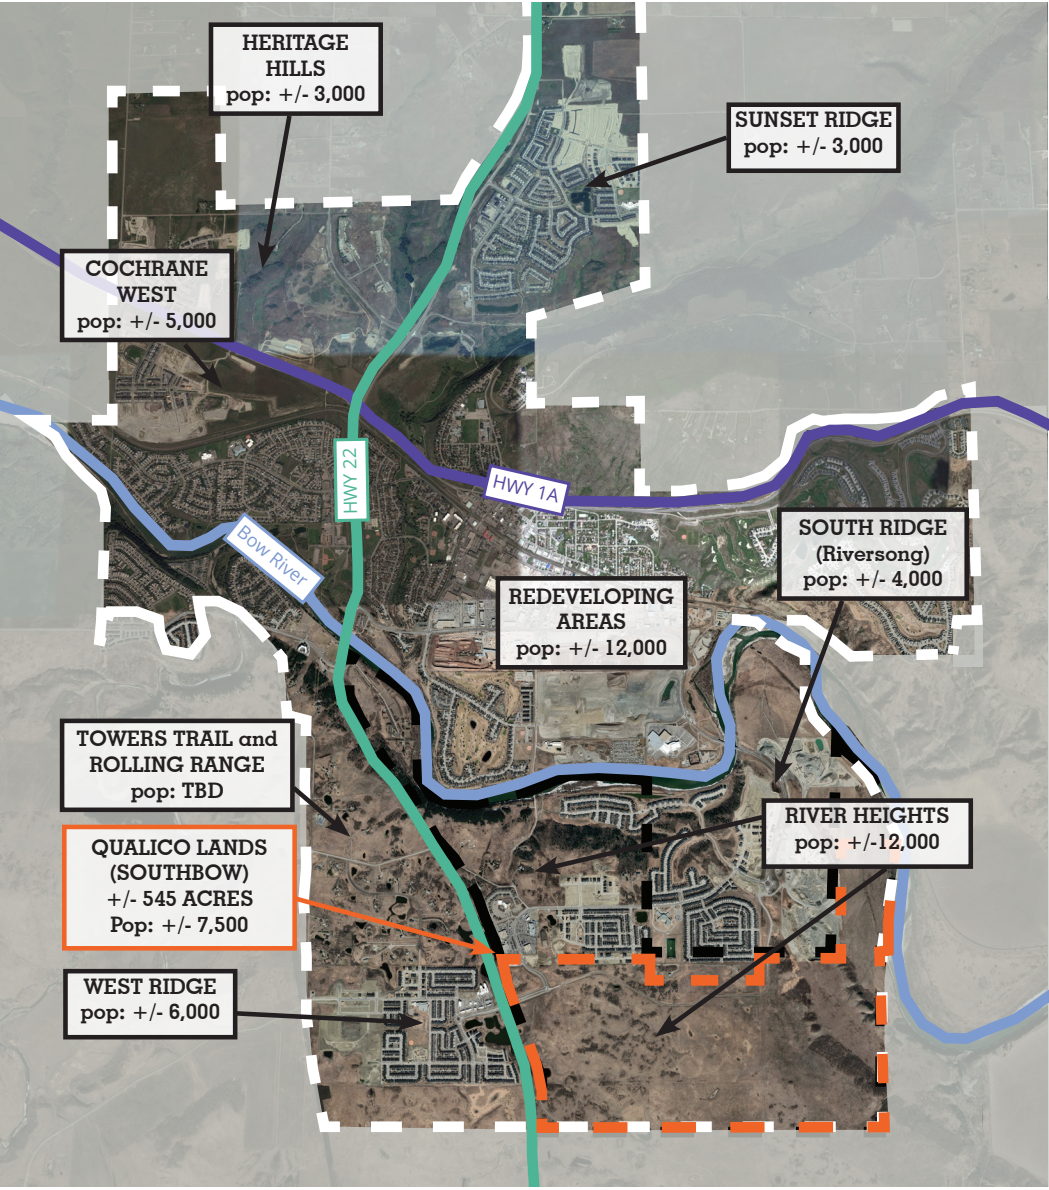 HERITAGE
HILLS
pop: +/- 3,000
SUNSET RIDGE
pop: +/- 3,000
COCHRANE
WEST
pop: +/- 5,000
HWY 22
HWY 1A
Bow River
SOUTH RIDGE
(Riversong)
pop: +/- 4,000
REDEVELOPING
AREAS
pop: +/- 12,000
TOWERS TRAIL and
ROLLING RANGE
pop: TBD
RIVER HEIGHTS
pop: +/-12,000
QUALICO LANDS
(SOUTHBOW)
+/- 545 ACRES
Pop: +/- 7,500
WEST RIDGE
pop: +/- 6,000